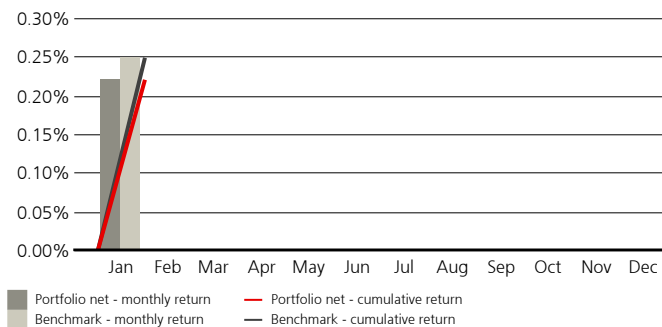 0.30%
0.25%
0.20%
0.15%
0.10%
0.05%
0.00%
Jan Feb Mar Apr May Jun Jul Aug Sep Oct Nov Dec
Portfolio net - monthly return Portfolio net - cumulative return
Benchmark - monthly return Benchmark - cumulative return